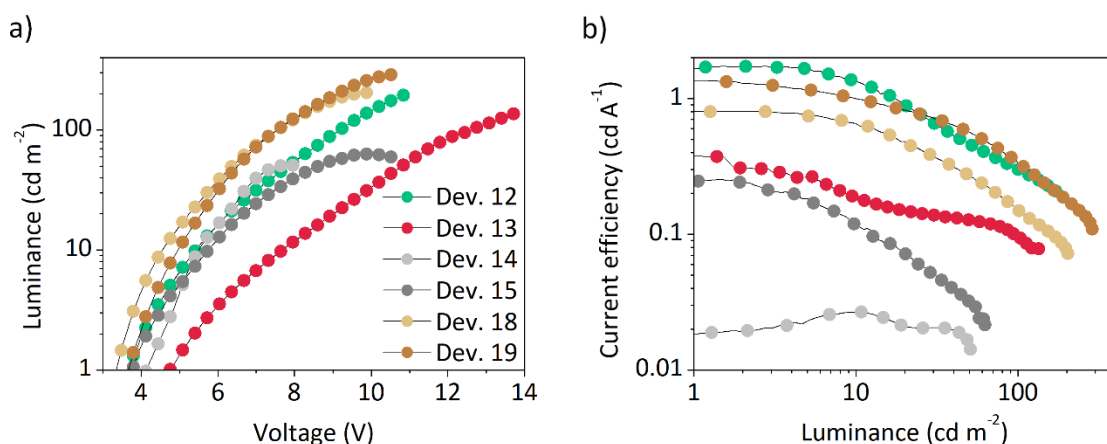 a)
Luminance (cd m⁻²)
100
10
1
4 6 8 10 12 14
Voltage (V)
Dev. 12
Dev. 13
Dev. 14
Dev. 15
Dev. 18
Dev. 19
b)
Current efficiency (cd A⁻¹)
1
0.1
0.01
1 10 100
Luminance (cd m⁻²)